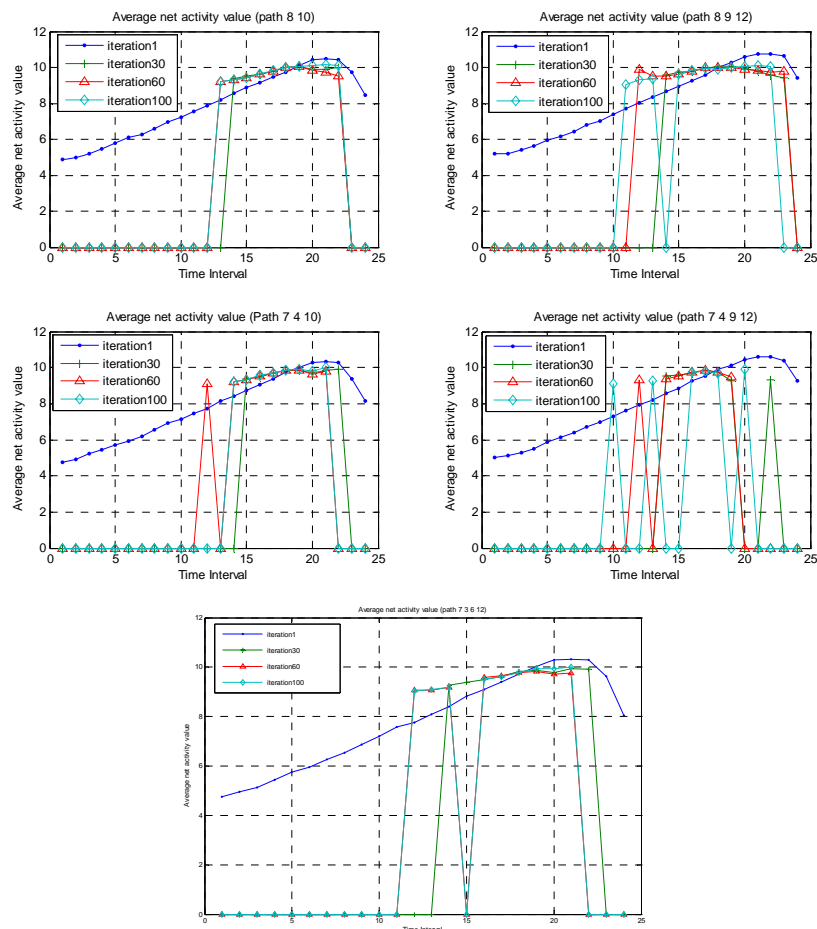 Average net activity value (path 8 10)
Average net activity value
12
10
8
6
4
2
0
iteration1
iteration30
iteration60
iteration100
0 5 10 15 20 25
Time Interval
Average net activity value (path 8 9 12)
Average net activity value
12
10
8
6
4
2
0
iteration1
iteration30
iteration60
iteration100
0 5 10 15 20 25
Time Interval
Average net activity value (Path 7 4 10)
Average net activity value
12
10
8
6
4
2
0
iteration1
iteration30
iteration60
iteration100
0 5 10 15 20 25
Time Interval
Average net activity value (path 7 4 9 12)
Average net activity value
12
10
8
6
4
2
0
iteration1
iteration30
iteration60
iteration100
0 5 10 15 20 25
Time Interval
Average net activity value (path 7 3 6 12)
Average net activity value
12
10
8
6
4
2
0
iteration1
iteration30
iteration60
iteration100
0 5 10 15 20 25
Time Interval